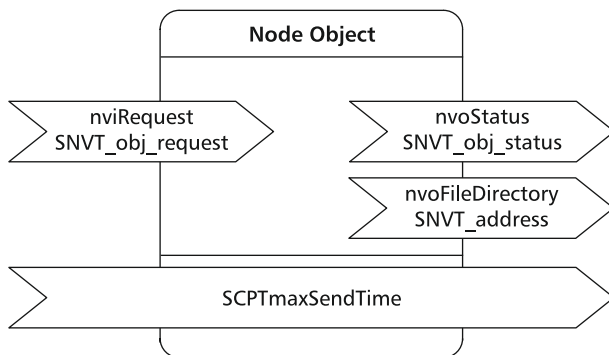 Node Object
nviRequest
SNVT_obj_request
nvoStatus
SNVT_obj_status
nvoFileDirectory
SNVT_address
SCPTmaxSendTime